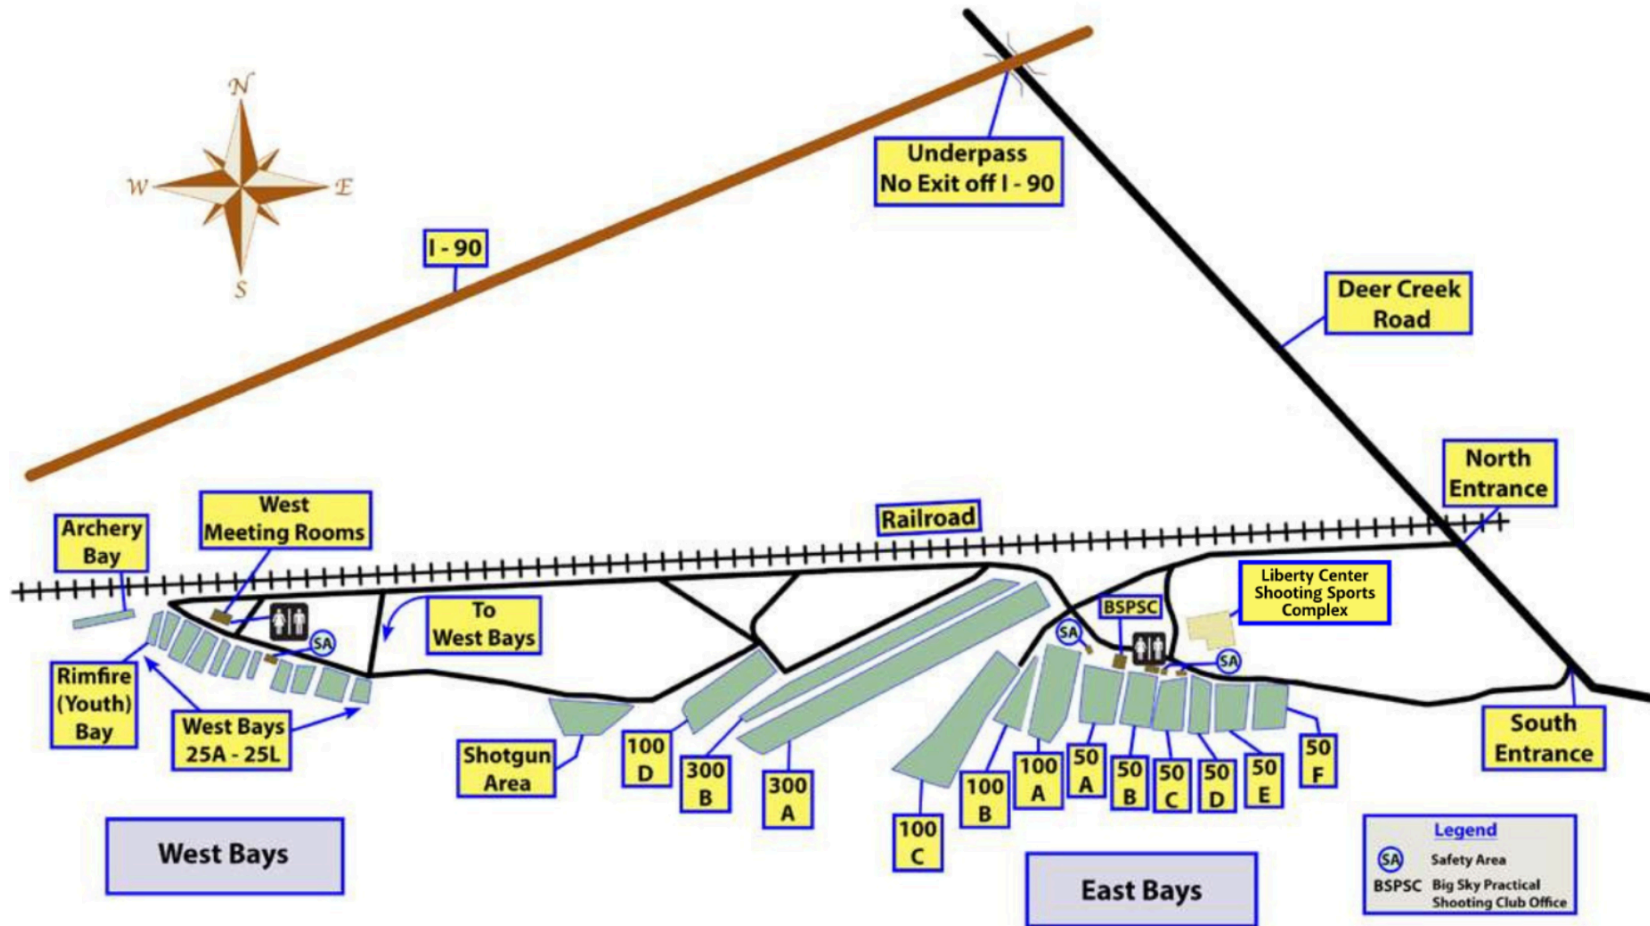 N
W
E
S
I - 90
Underpass
No Exit off I - 90
Deer Creek
Road
North
Entrance
Archery
Bay
West
Meeting Rooms
Railroad
Liberty Center
Shooting Sports
Complex
To
West Bays
BSPSC
SA
SA
SA
Rimfire
(Youth)
Bay
West Bays
25A - 25L
Shotgun
Area
100
D
300
B
300
A
100
C
100
B
100
A
50
A
50
B
50
C
50
D
50
E
50
F
South
Entrance
West Bays
East Bays
Legend
SA Safety Area
BSPSC Big Sky Practical
Shooting Club Office